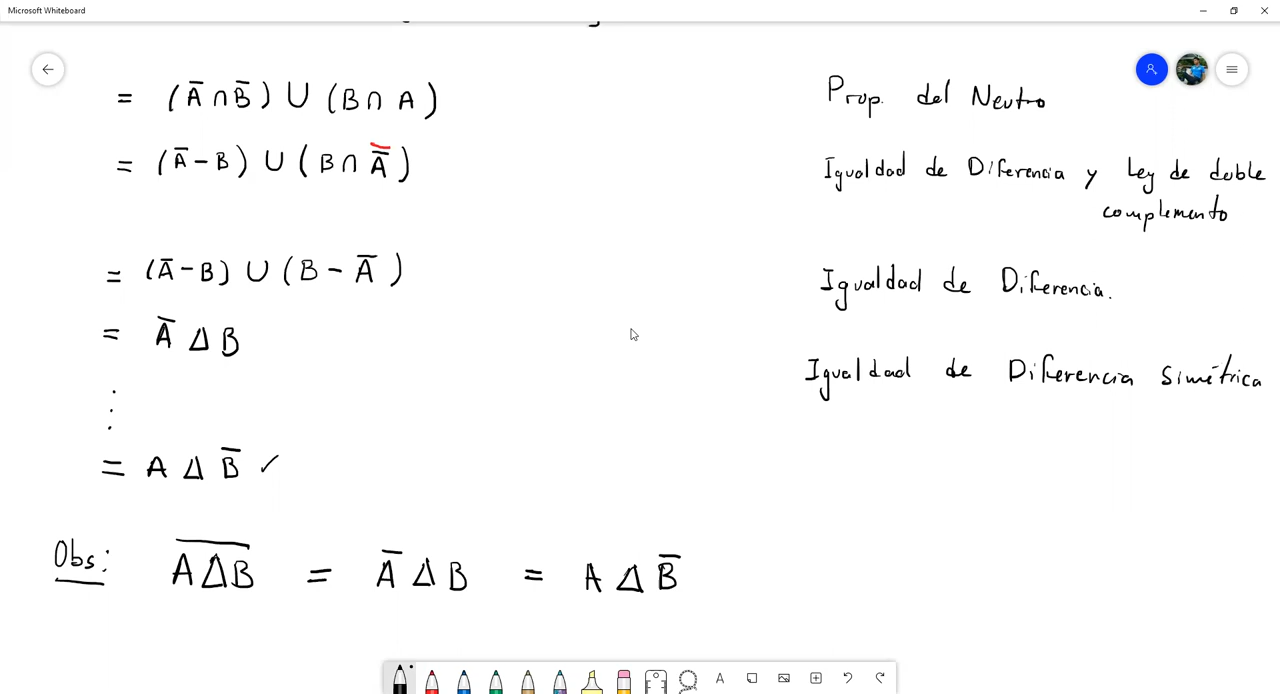 Microsoft Whiteboard
= (A̅ ∩ B̅) ∪ (B ∩ A) Prop. del Neutro
= (A̅ - B) ∪ (B ∩ A̿) Igualdad de Diferencia y Ley de doble
complemento
= (A̅ - B) ∪ (B - A̅) Igualdad de Diferencia.
= A̅ Δ B
Igualdad de Diferencia Simétrica
⋮
= A Δ B̅ ✓
Obs: A̅Δ̅B̅ = A̅ Δ B = A Δ B̅
A